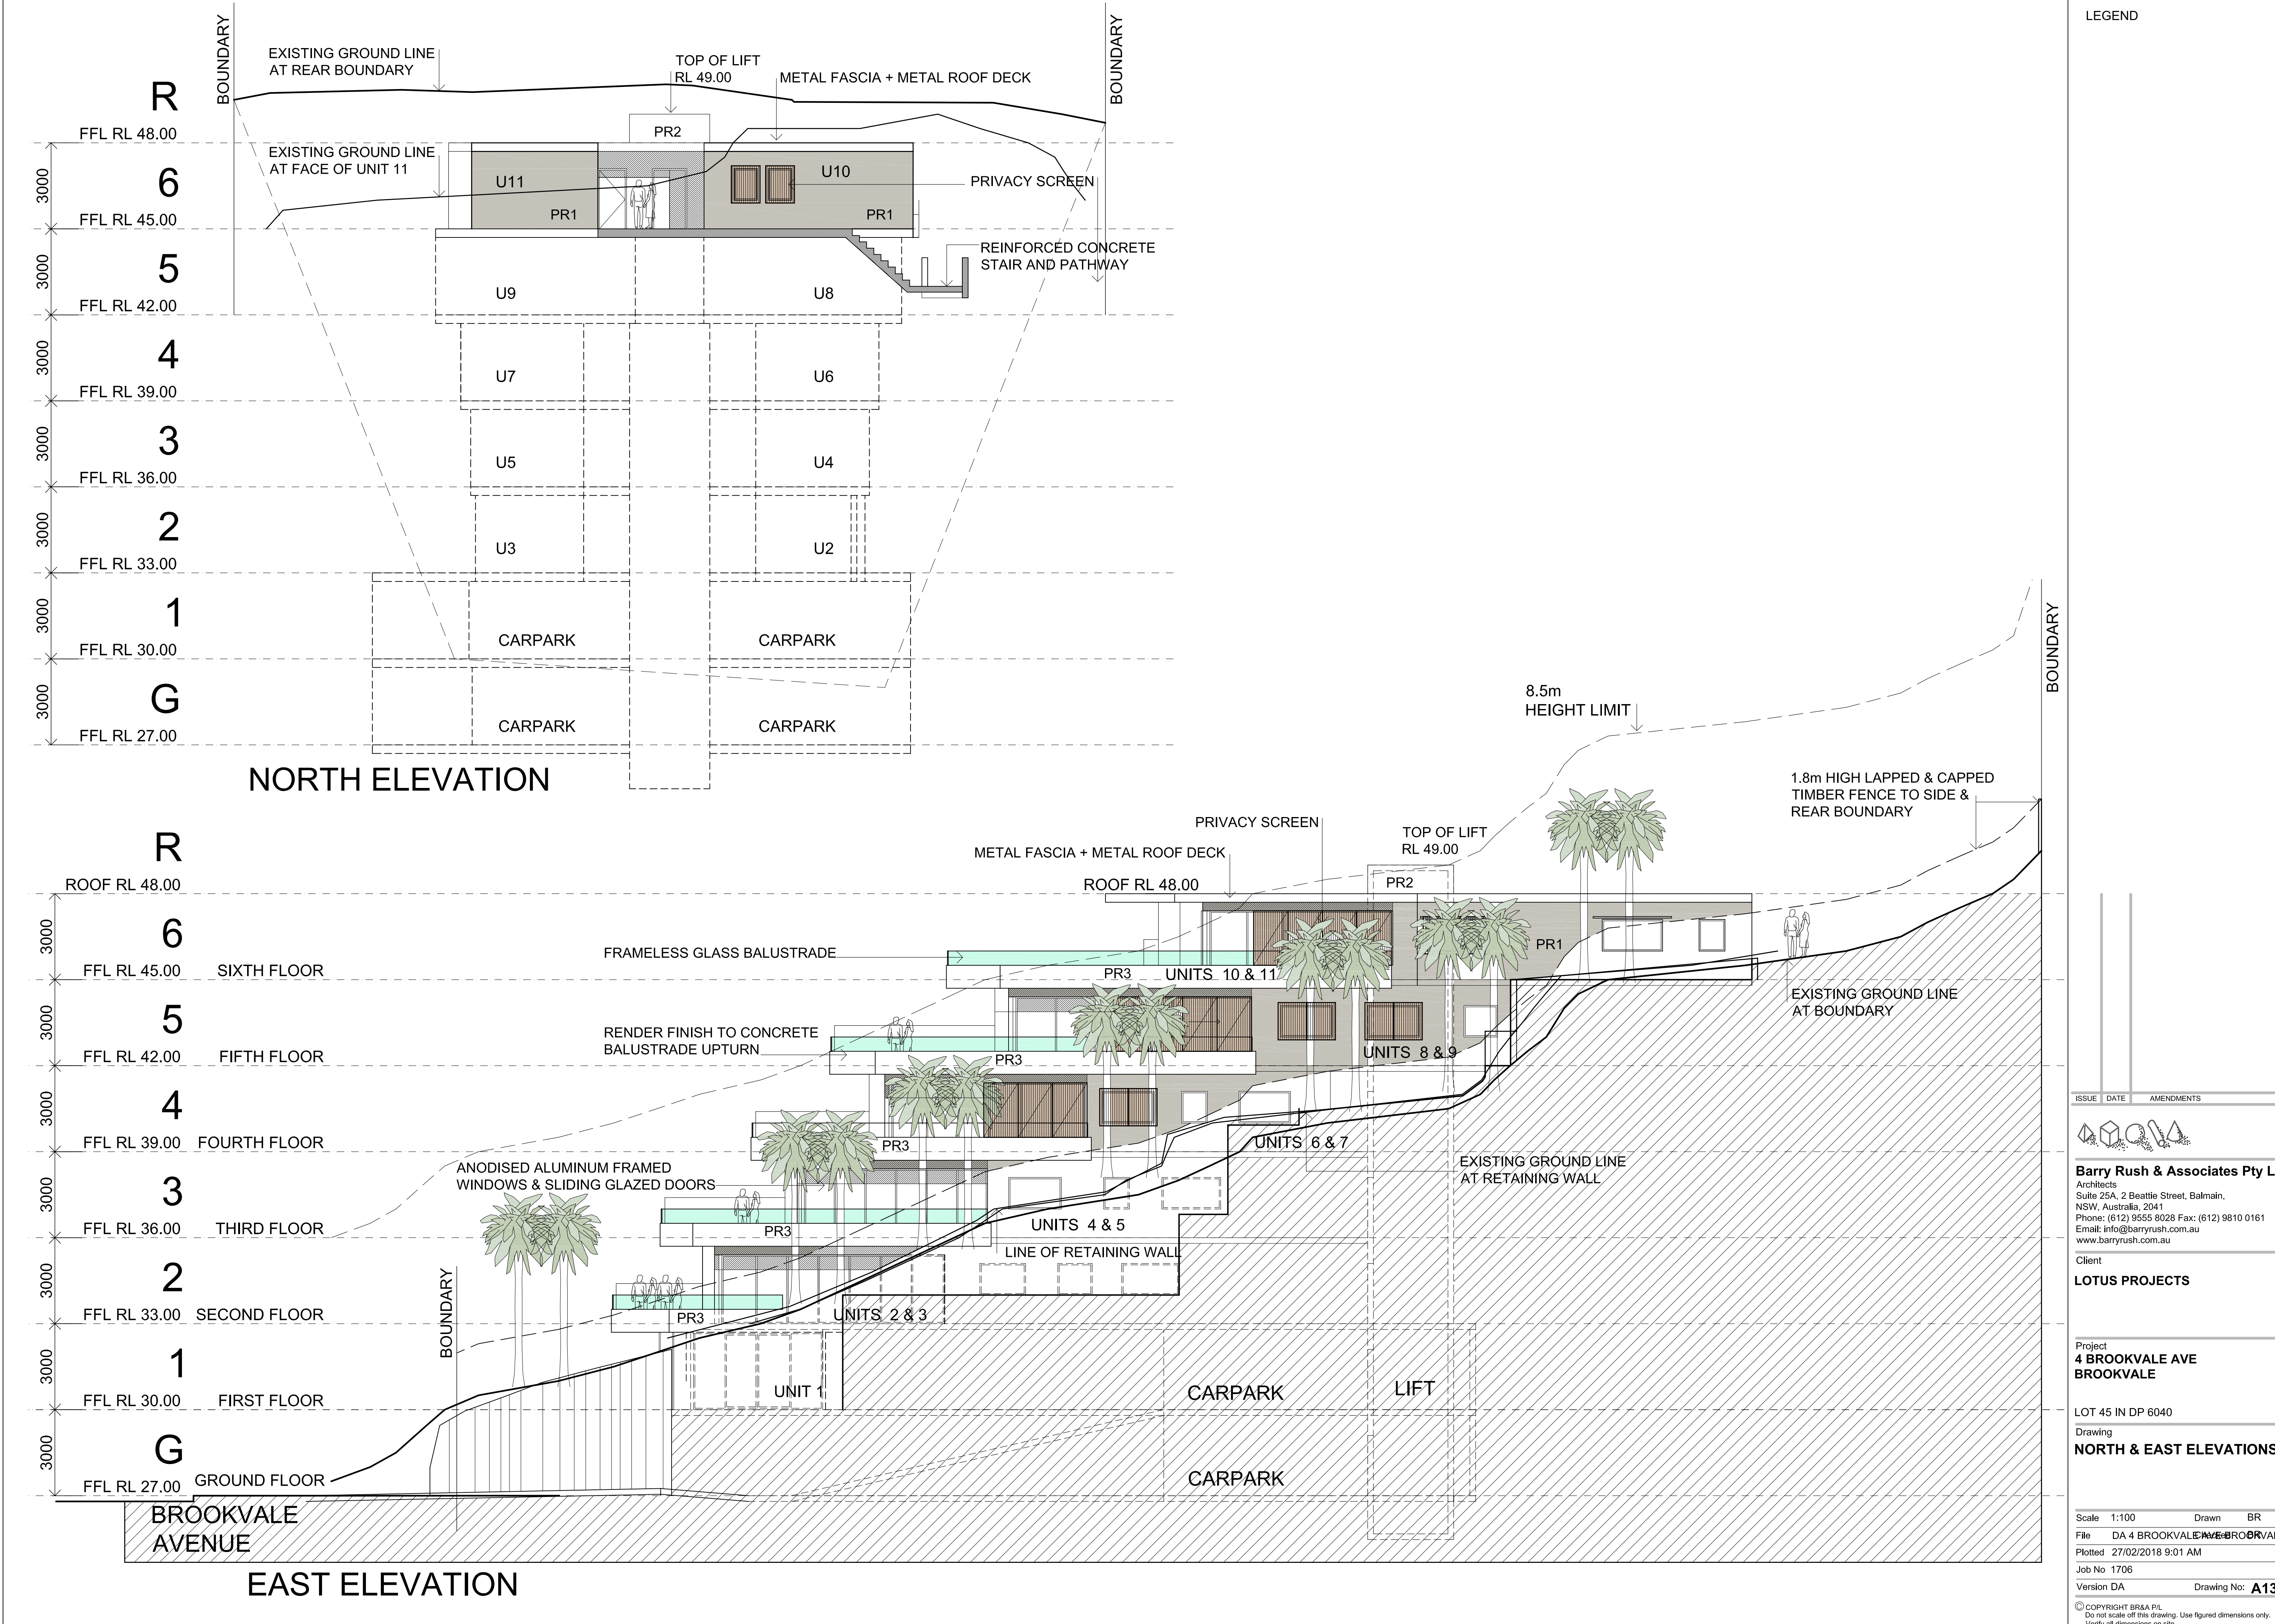 BOUNDARY
EXISTING GROUND LINE
AT REAR BOUNDARY
TOP OF LIFT
RL 49.00
METAL FASCIA + METAL ROOF DECK
BOUNDARY
R
FFL RL 48.00
PR2
EXISTING GROUND LINE
AT FACE OF UNIT 11
3000
6
U11
U10
PRIVACY SCREEN
PR1
PR1
FFL RL 45.00
REINFORCED CONCRETE
STAIR AND PATHWAY
3000
5
U9
U8
FFL RL 42.00
3000
4
U7
U6
FFL RL 39.00
3000
3
U5
U4
FFL RL 36.00
3000
2
U3
U2
FFL RL 33.00
3000
1
CARPARK
CARPARK
FFL RL 30.00
3000
G
CARPARK
CARPARK
FFL RL 27.00
NORTH ELEVATION
BOUNDARY
8.5m
HEIGHT LIMIT
1.8m HIGH LAPPED & CAPPED
TIMBER FENCE TO SIDE &
REAR BOUNDARY
PRIVACY SCREEN
TOP OF LIFT
RL 49.00
METAL FASCIA + METAL ROOF DECK
R
ROOF RL 48.00
ROOF RL 48.00
PR2
3000
6
FRAMELESS GLASS BALUSTRADE
PR1
FFL RL 45.00 SIXTH FLOOR
PR3
UNITS 10 & 11
EXISTING GROUND LINE
AT BOUNDARY
3000
5
RENDER FINISH TO CONCRETE
BALUSTRADE UPTURN
FFL RL 42.00 FIFTH FLOOR
PR3
UNITS 8 & 9
3000
4
FFL RL 39.00 FOURTH FLOOR
PR3
UNITS 6 & 7
ANODISED ALUMINUM FRAMED
WINDOWS & SLIDING GLAZED DOORS
EXISTING GROUND LINE
AT RETAINING WALL
3000
3
FFL RL 36.00 THIRD FLOOR
PR3
UNITS 4 & 5
LINE OF RETAINING WALL
3000
2
BOUNDARY
FFL RL 33.00 SECOND FLOOR
PR3
UNITS 2 & 3
3000
1
FFL RL 30.00 FIRST FLOOR
UNIT 1
CARPARK
LIFT
3000
G
FFL RL 27.00 GROUND FLOOR
CARPARK
BROOKVALE
AVENUE
EAST ELEVATION
LEGEND
ISSUE DATE AMENDMENTS
Barry Rush & Associates Pty L
Architects
Suite 25A, 2 Beattie Street, Balmain,
NSW, Australia, 2041
Phone: (612) 9555 8028 Fax: (612) 9810 0161
Email: info@barryrush.com.au
www.barryrush.com.au
Client
LOTUS PROJECTS
Project
4 BROOKVALE AVE
BROOKVALE
LOT 45 IN DP 6040
Drawing
NORTH & EAST ELEVATIONS
Scale 1:100 Drawn BR
File DA 4 BROOKVALE AVE
Plotted 27/02/2018 9:01 AM
Job No 1706
Version DA Drawing No: A13
© COPYRIGHT BR&A P/L
Do not scale off this drawing. Use figured dimensions only.
Verify all dimensions on site